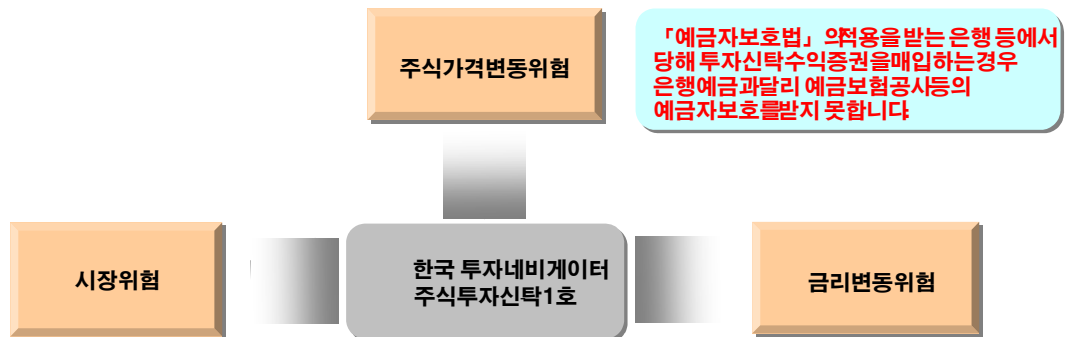 주식가격변동위험
「예금자보호법」의적용을 받는 은행 등에서
당해 투자신탁수익증권을매입하는경우
은행예금과달리 예금보험공사등의
예금자보호를받지 못합니다.
시장위험
한국 투자네비게이터
주식투자신탁1호
금리변동위험